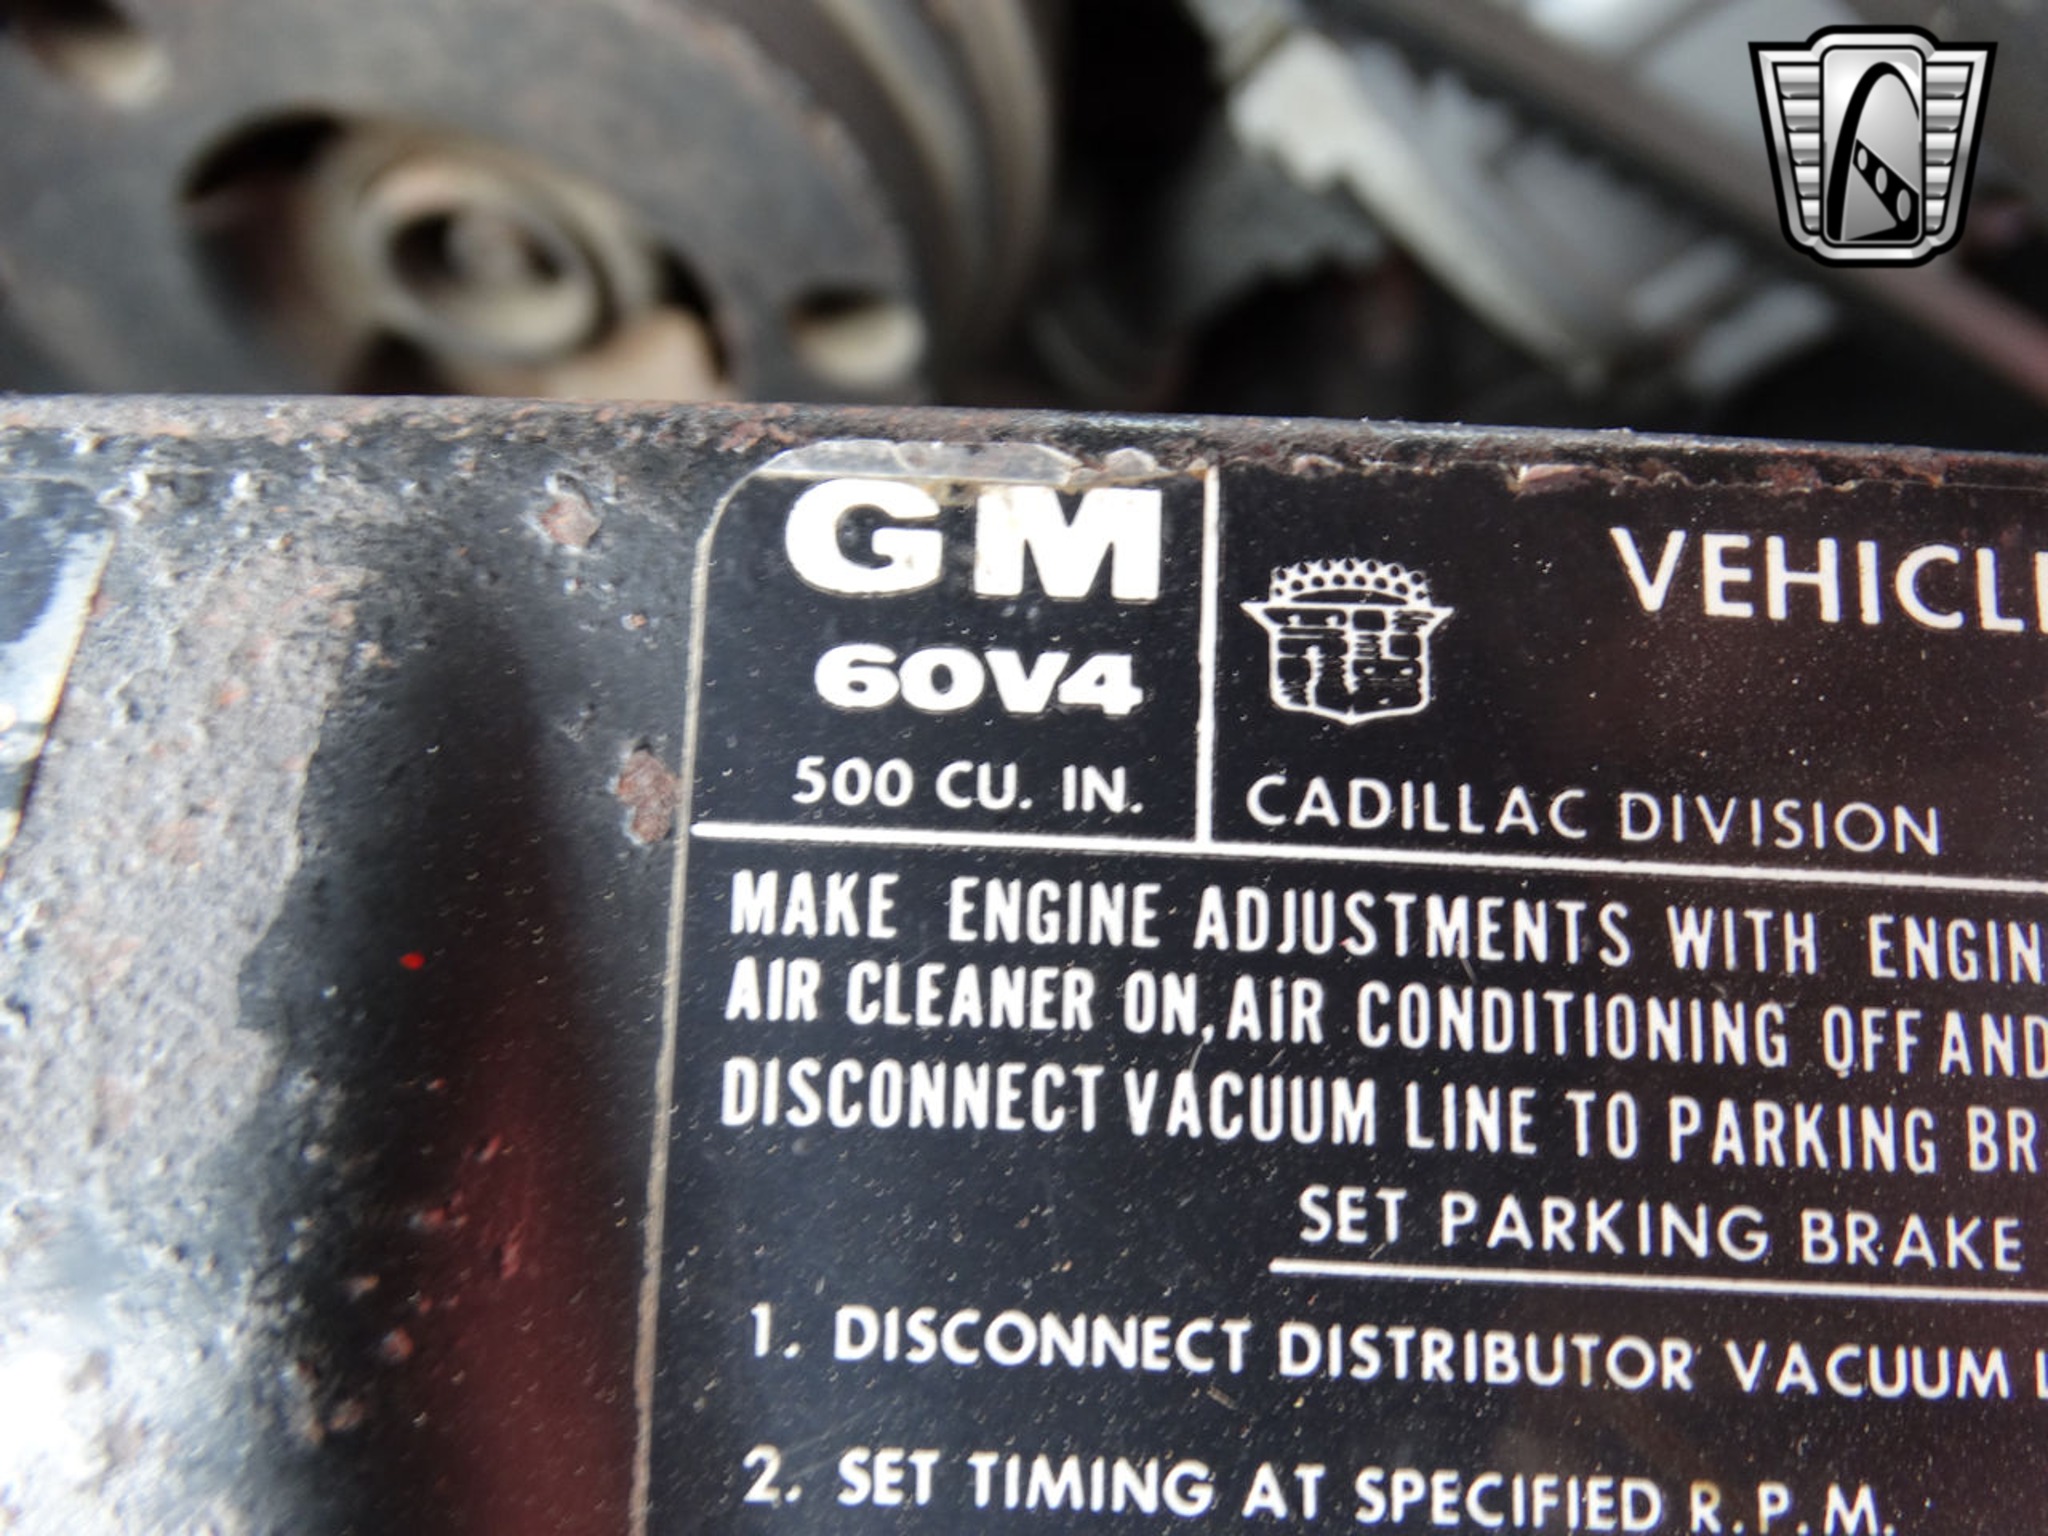 GM
60V4
500 CU. IN.
VEHICLE
CADILLAC DIVISION
MAKE ENGINE ADJUSTMENTS WITH ENGIN
AIR CLEANER ON, AIR CONDITIONING OFF AND
DISCONNECT VACUUM LINE TO PARKING BR
SET PARKING BRAKE
1. DISCONNECT DISTRIBUTOR VACUUM L
2. SET TIMING AT SPECIFIED R.P.M.